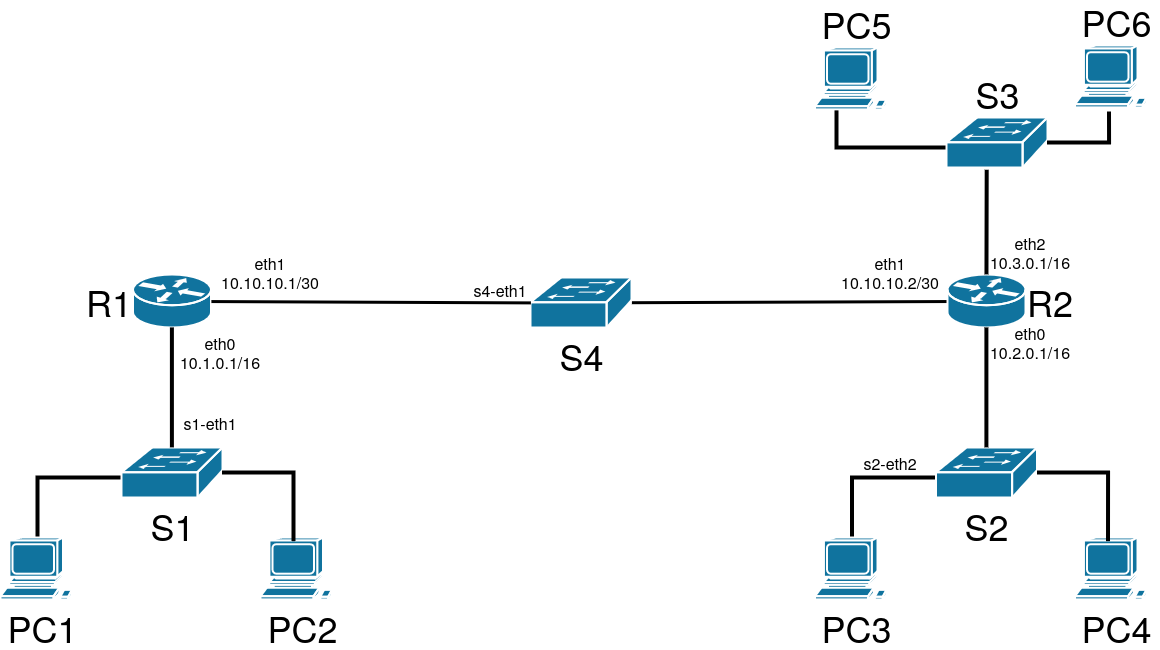 PC5
PC6
S3
eth2
10.3.0.1/16
eth1
10.10.10.1/30
s4-eth1
eth1
10.10.10.2/30
R1
R2
eth0
10.1.0.1/16
S4
eth0
10.2.0.1/16
s1-eth1
s2-eth2
S1
S2
PC1
PC2
PC3
PC4